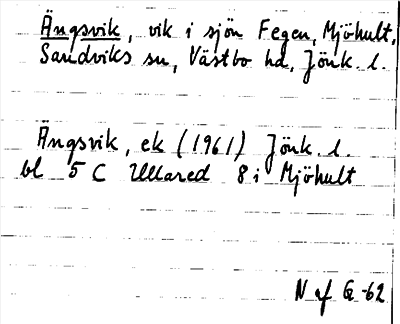 Ängsvik, vik i sjön Fegen, Mjöhult,
Sandviks sn, Västbo hd, Jönk. l.
Ängsvik, ek (1961) Jönk. l.
bl 5 C Ullared 8 i Mjöhult
N af G -62